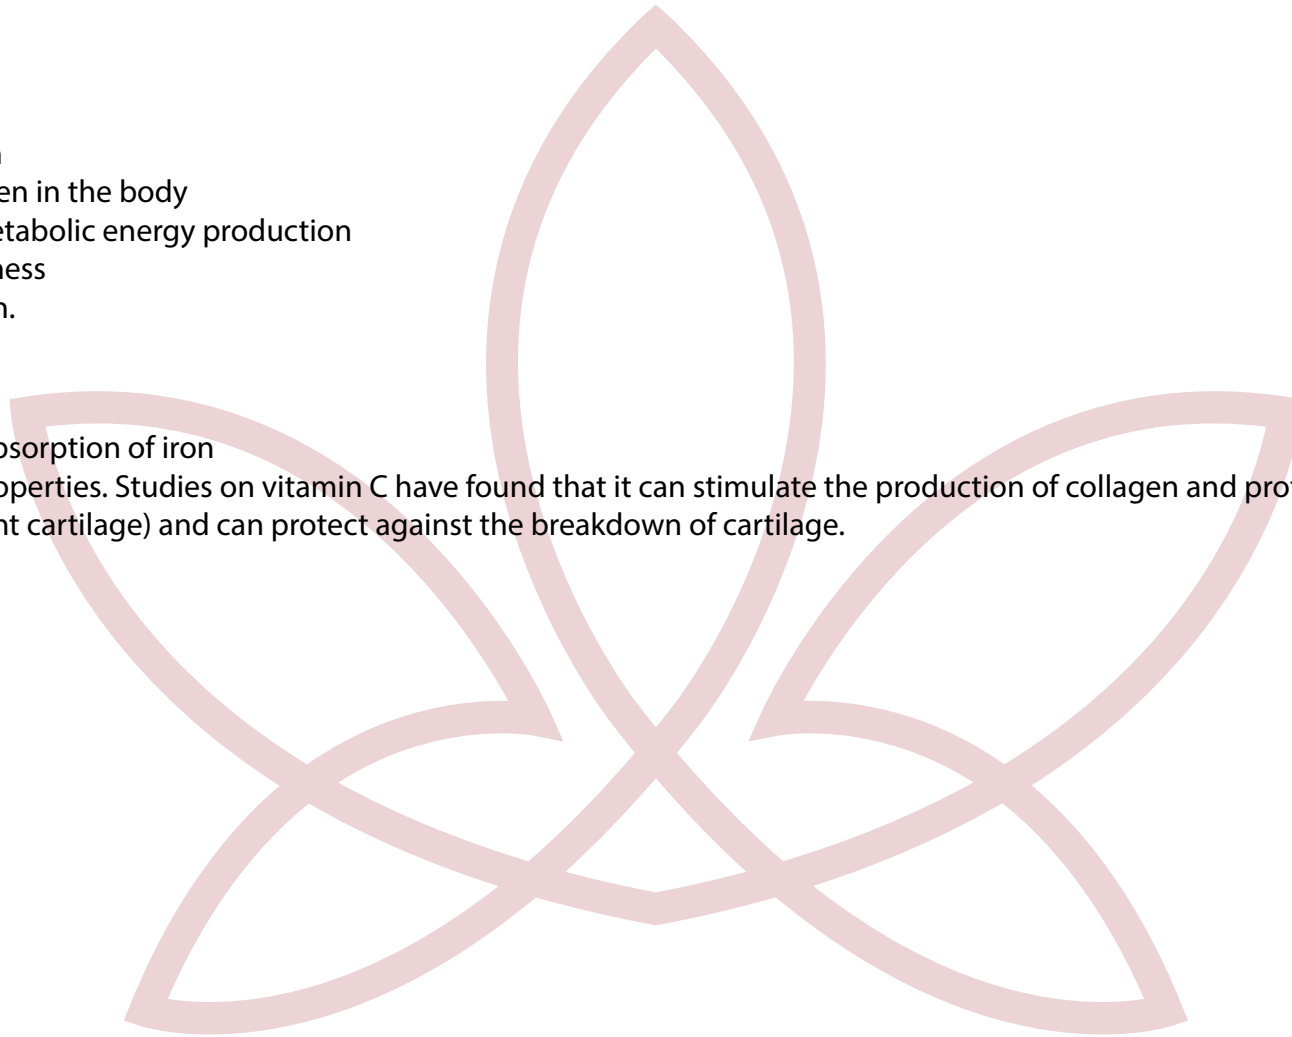 en in the body
etabolic energy production
ness
n.
bsorption of iron
operties. Studies on vitamin C have found that it can stimulate the production of collagen and pro
nt cartilage) and can protect against the breakdown of cartilage.